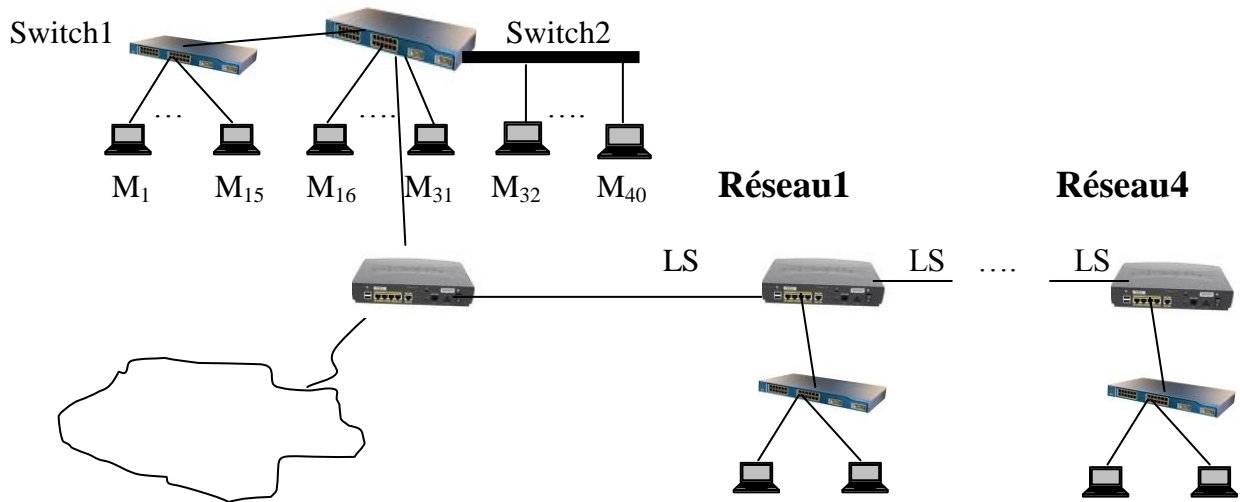 Switch1 Switch2
… …. ….
M₁ M₁₅ M₁₆ M₃₁ M₃₂ M₄₀ Réseau1 Réseau4
LS LS …. LS